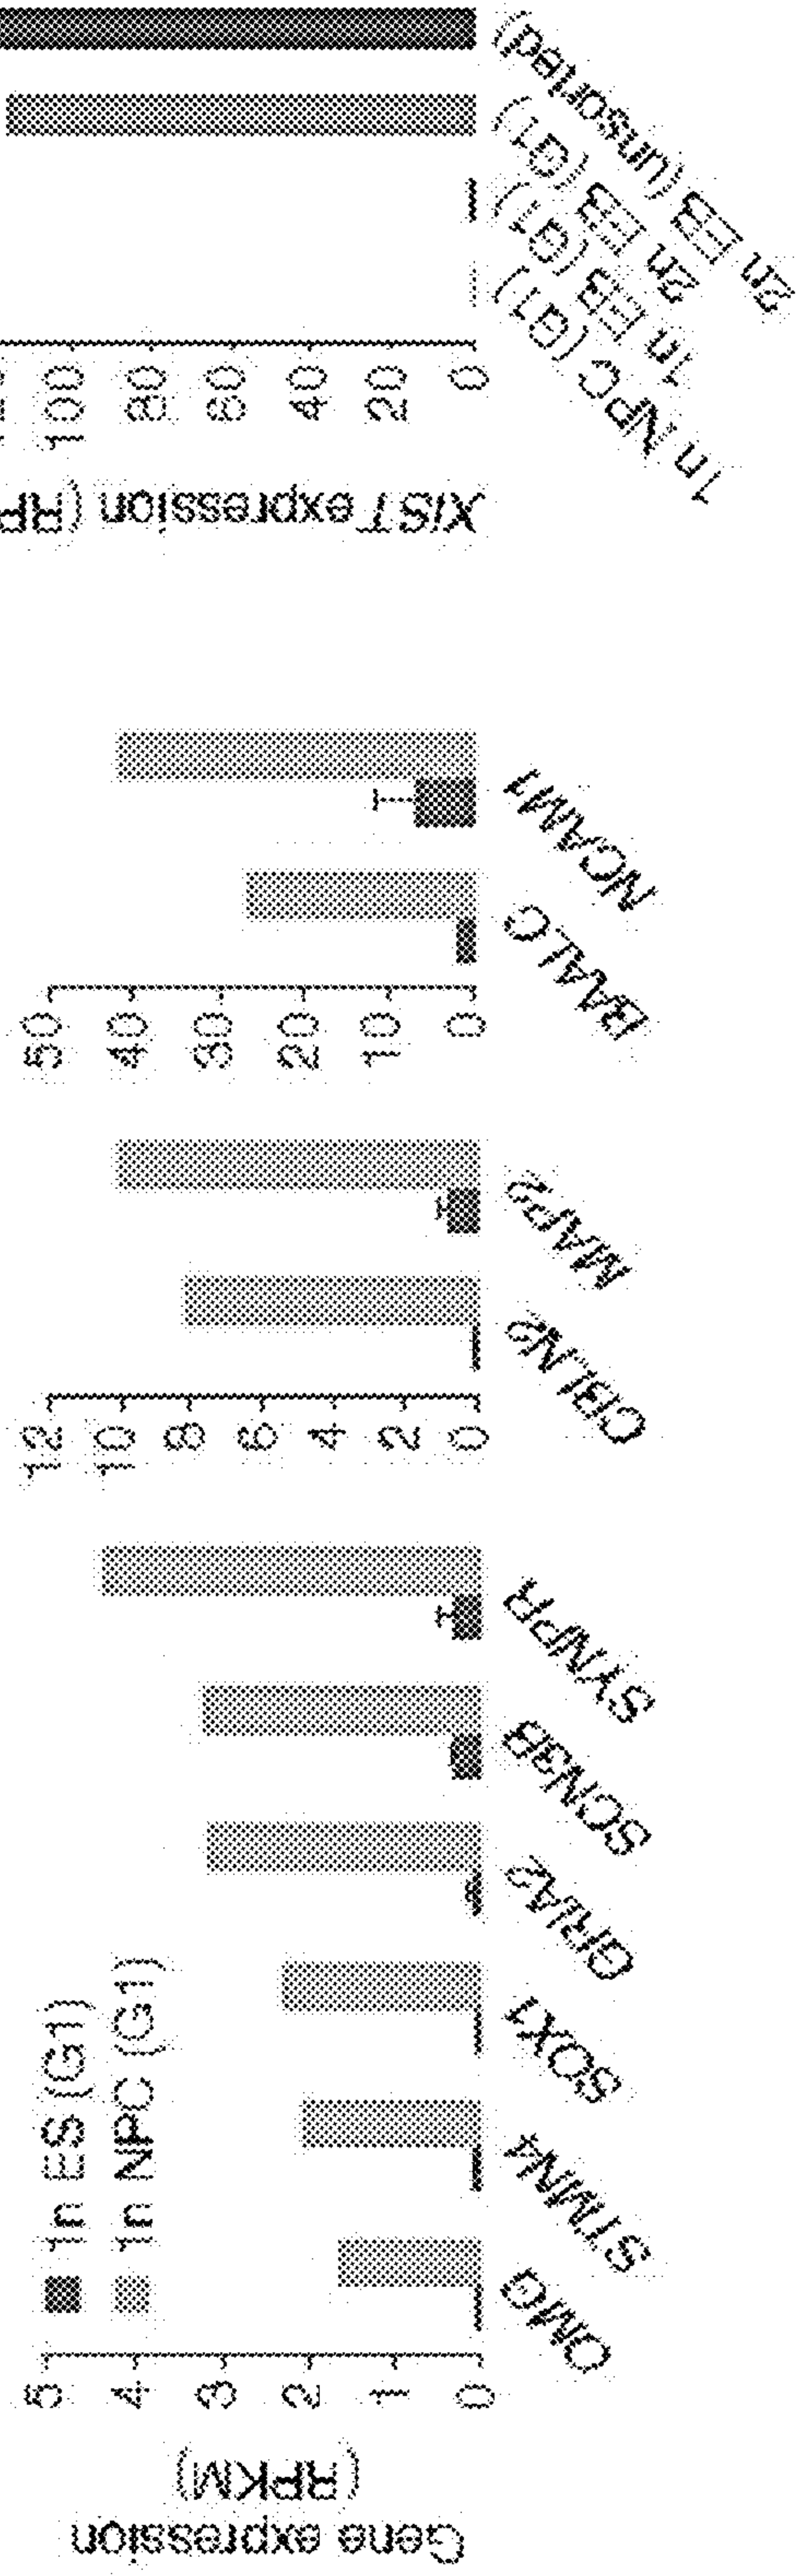 Gene expression
(RPKM)
5
4
3
2
1
0
1n ES (G1)
1n NPC (G1)
OMG
STMN4
SOX1
GRIA2
SCN3B
SYNPR
12
10
8
6
4
2
0
CBLN2
MAP2
50
40
30
20
10
0
BAALC
NCAM1
XIST expression
100
80
60
40
20
0
1n NPC (G1)
1n EB (G1)
2n EB (G1)
2n EB (unsorted)